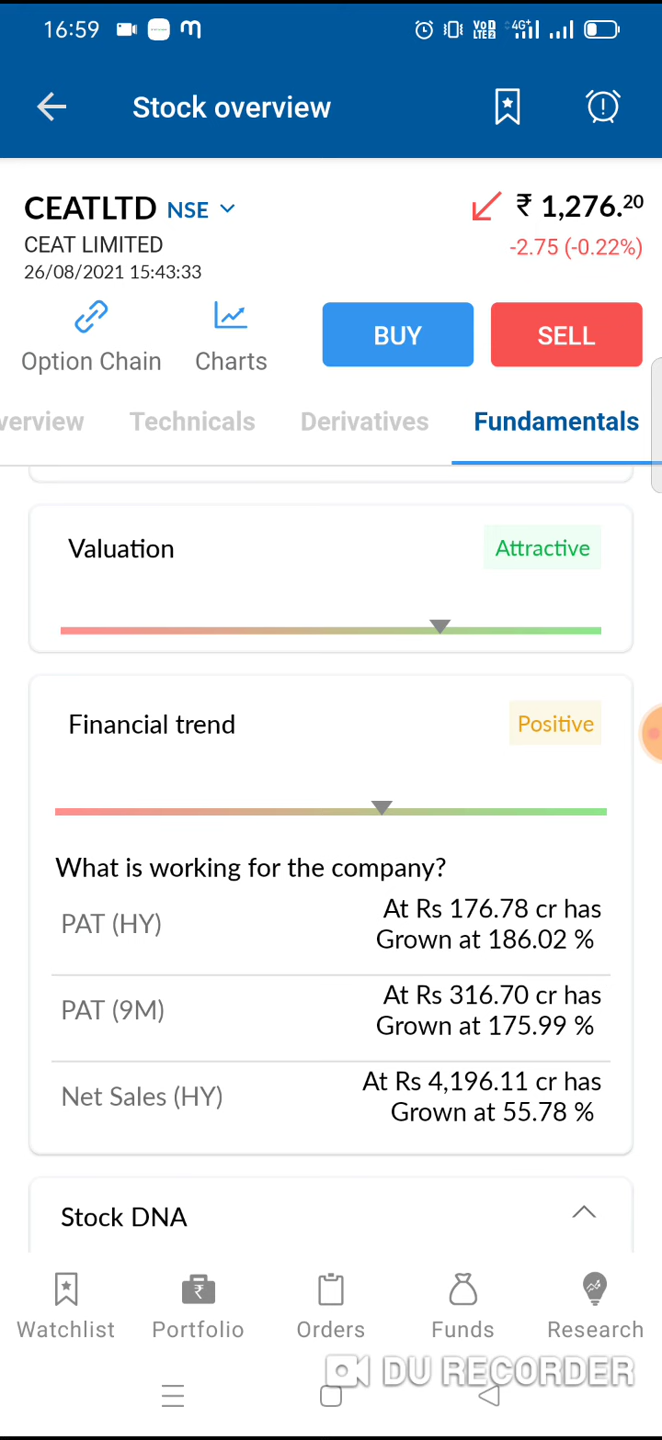 16:59
VoD LTE2 4G+
Stock overview
CEATLTD NSE
₹ 1,276.20
CEAT LIMITED
-2.75 (-0.22%)
26/08/2021 15:43:33
Option Chain
Charts
BUY
SELL
verview Technicals Derivatives Fundamentals
Valuation
Attractive
Financial trend
Positive
What is working for the company?
PAT (HY)
At Rs 176.78 cr has
Grown at 186.02 %
PAT (9M)
At Rs 316.70 cr has
Grown at 175.99 %
Net Sales (HY)
At Rs 4,196.11 cr has
Grown at 55.78 %
Stock DNA
Watchlist Portfolio Orders Funds Research
DU RECORDER